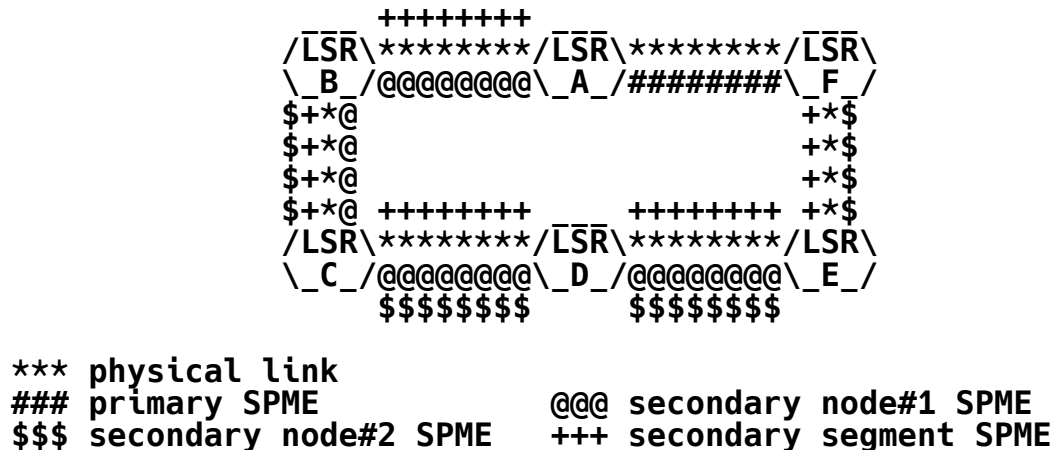 ++++++++
               ___          ___          ___
              /LSR\********/LSR\********/LSR\
              \_B_/@@@@@@@@\_A_/########\_F_/
              $+*@                       +*$
              $+*@                       +*$
              $+*@                       +*$
              $+*@ ++++++++ ___ ++++++++ +*$
              /LSR\********/LSR\********/LSR\
              \_C_/@@@@@@@@\_D_/@@@@@@@@\_E_/
                   $$$$$$$$     $$$$$$$$
*** physical link
### primary SPME            @@@ secondary node#1 SPME
$$$ secondary node#2 SPME   +++ secondary segment SPME